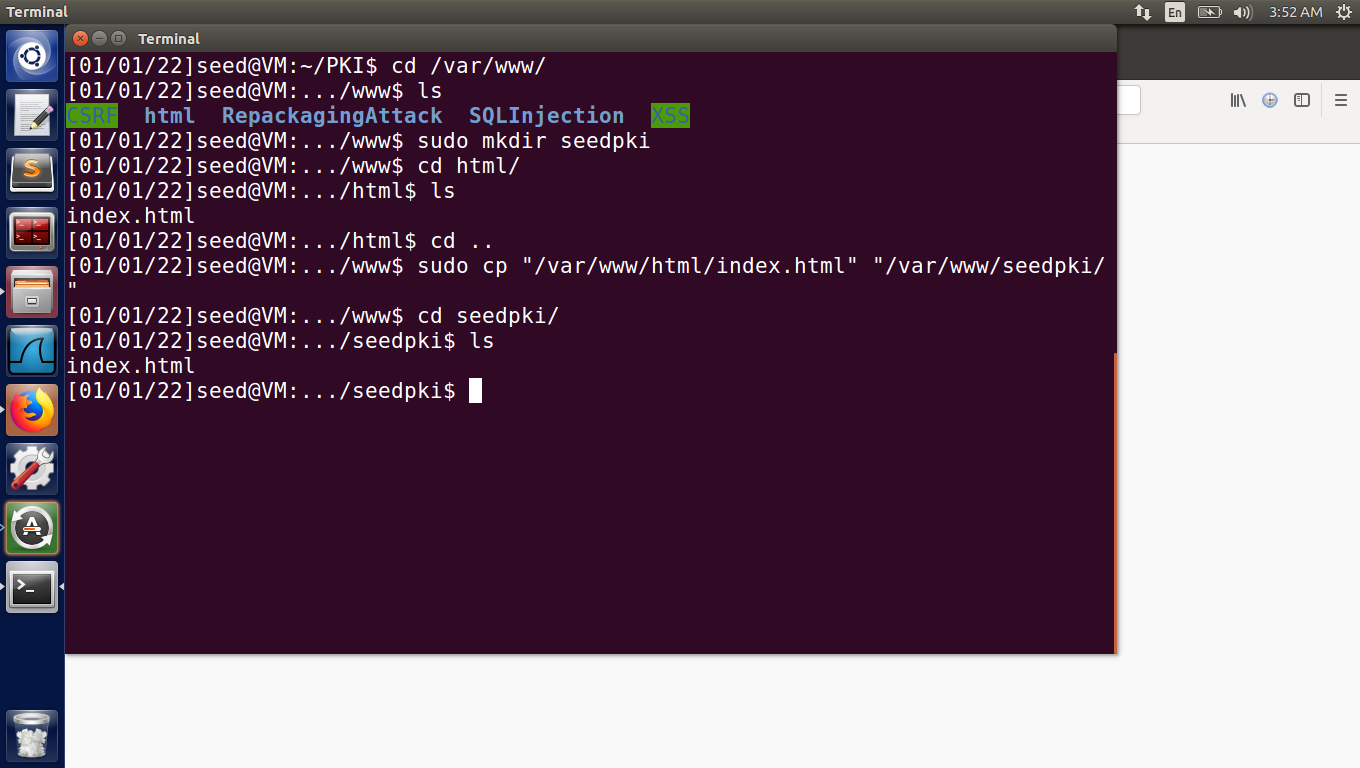 Terminal
En
3:52 AM
Terminal
[01/01/22]seed@VM:~/PKI$ cd /var/www/
[01/01/22]seed@VM:.../www$ ls
CSRF  html  RepackagingAttack  SQLInjection  XSS
[01/01/22]seed@VM:.../www$ sudo mkdir seedpki
[01/01/22]seed@VM:.../www$ cd html/
[01/01/22]seed@VM:.../html$ ls
index.html
[01/01/22]seed@VM:.../html$ cd ..
[01/01/22]seed@VM:.../www$ sudo cp "/var/www/html/index.html" "/var/www/seedpki/
"
[01/01/22]seed@VM:.../www$ cd seedpki/
[01/01/22]seed@VM:.../seedpki$ ls
index.html
[01/01/22]seed@VM:.../seedpki$